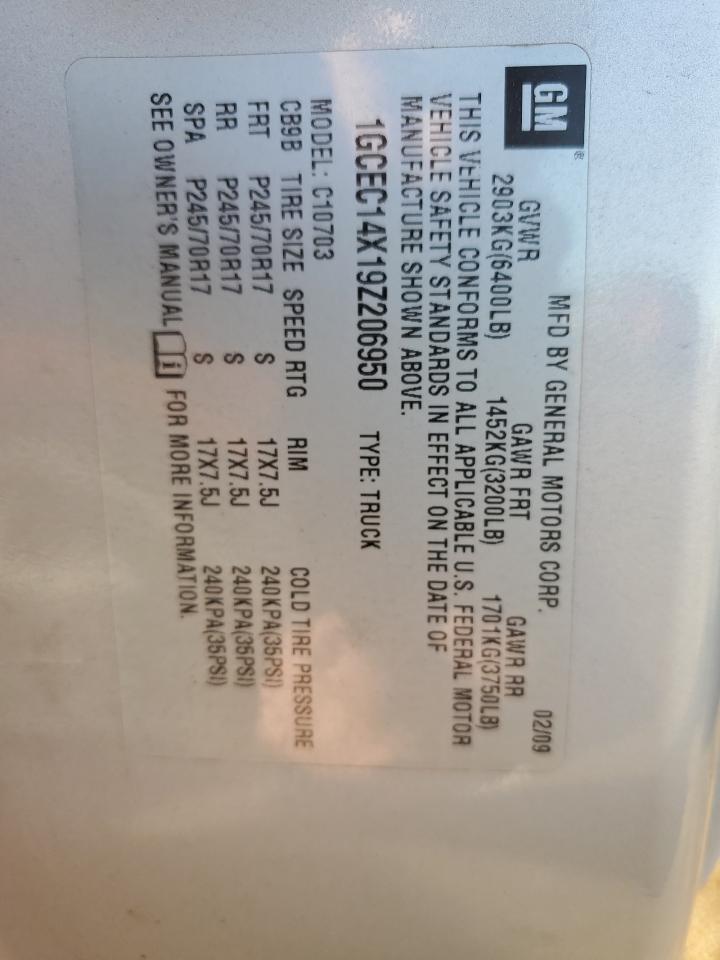 GM®
MFD BY GENERAL MOTORS CORP. 02/09
GVWR GAWR FRT GAWR RR
2903KG(6400LB) 1452KG(3200LB) 1701KG(3750LB)
THIS VEHICLE CONFORMS TO ALL APPLICABLE U.S. FEDERAL MOTOR
VEHICLE SAFETY STANDARDS IN EFFECT ON THE DATE OF
MANUFACTURE SHOWN ABOVE.
1GCEC14X19Z206950 TYPE: TRUCK
MODEL: C10703
CB9B TIRE SIZE SPEED RTG RIM COLD TIRE PRESSURE
FRT P245/70R17 S 17X7.5J 240KPA(35PSI)
RR P245/70R17 S 17X7.5J 240KPA(35PSI)
SPA P245/70R17 S 17X7.5J 240KPA(35PSI)
SEE OWNER'S MANUAL i FOR MORE INFORMATION.